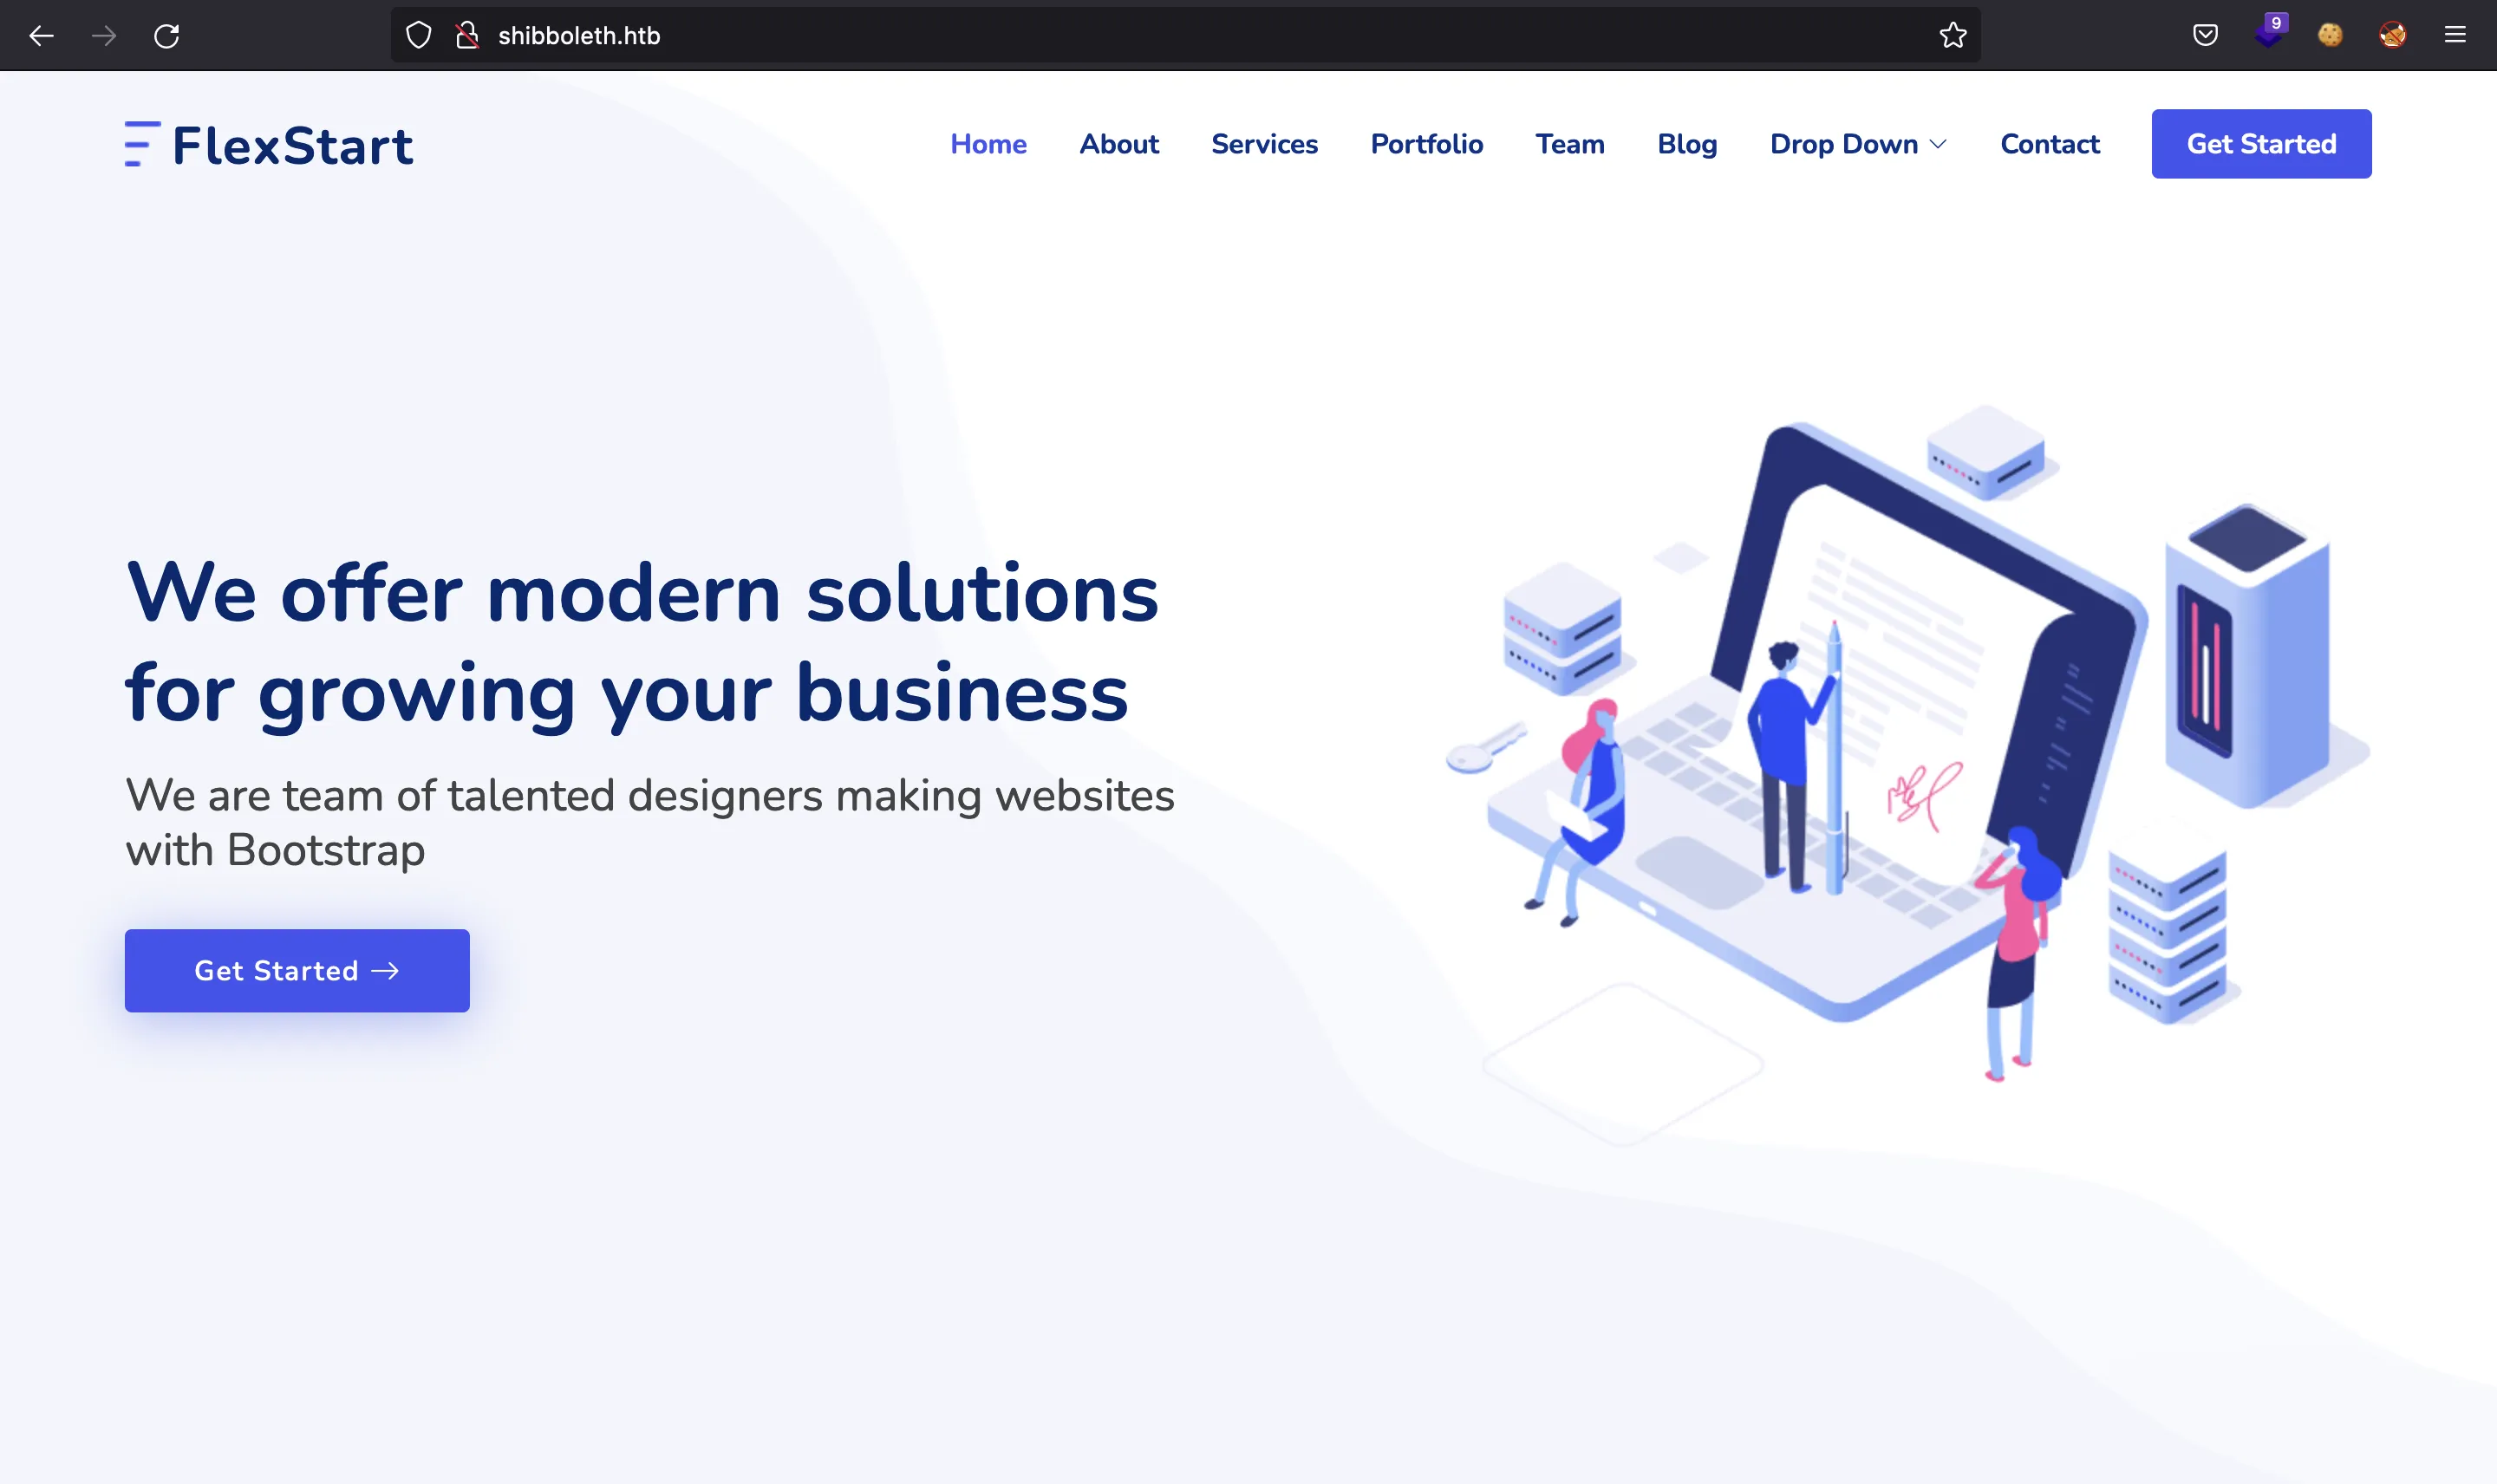 shibboleth.htb
9
FlexStart
Home About Services Portfolio Team Blog Drop Down Contact Get Started
We offer modern solutions
for growing your business
We are team of talented designers making websites
with Bootstrap
Get Started